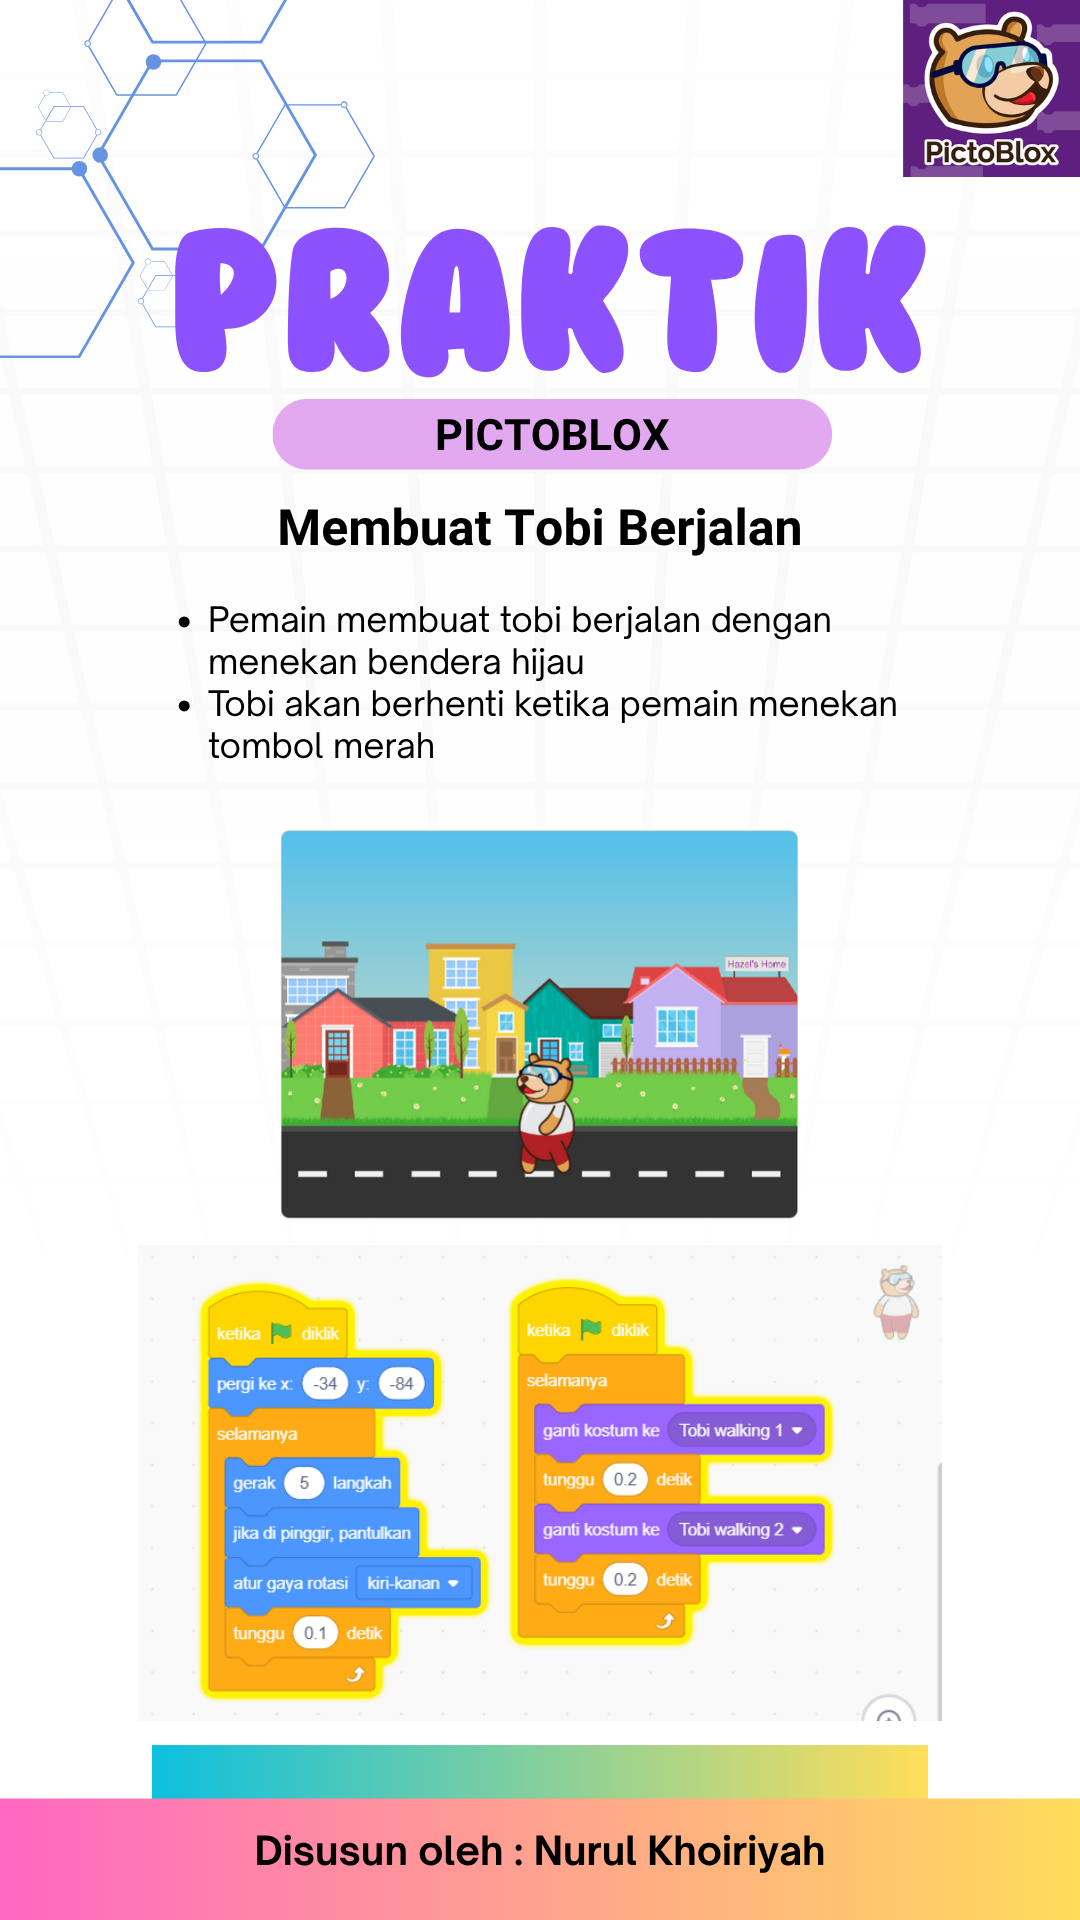 PictoBlox
PRAKTIK
PICTOBLOX
Membuat Tobi Berjalan
• Pemain membuat tobi berjalan dengan
menekan bendera hijau
• Tobi akan berhenti ketika pemain menekan
tombol merah
Hazel's Home
ketika diklik
pergi ke x: -34 y: -84
selamanya
gerak 5 langkah
jika di pinggir, pantulkan
atur gaya rotasi kiri-kanan
tunggu 0.1 detik
ketika diklik
selamanya
ganti kostum ke Tobi walking 1
tunggu 0.2 detik
ganti kostum ke Tobi walking 2
tunggu 0.2 detik
Disusun oleh : Nurul Khoiriyah